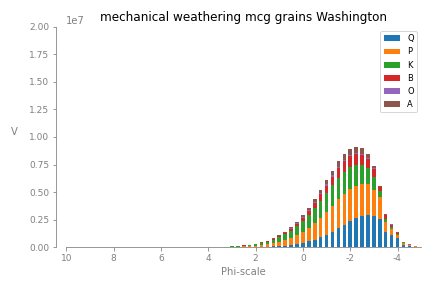 mechanical weathering mcg grains Washington
1e7
2.00
1.75
1.50
1.25
1.00
0.75
0.50
0.25
0.00
V
10 8 6 4 2 0 -2 -4
Phi-scale
Q
P
K
B
O
A